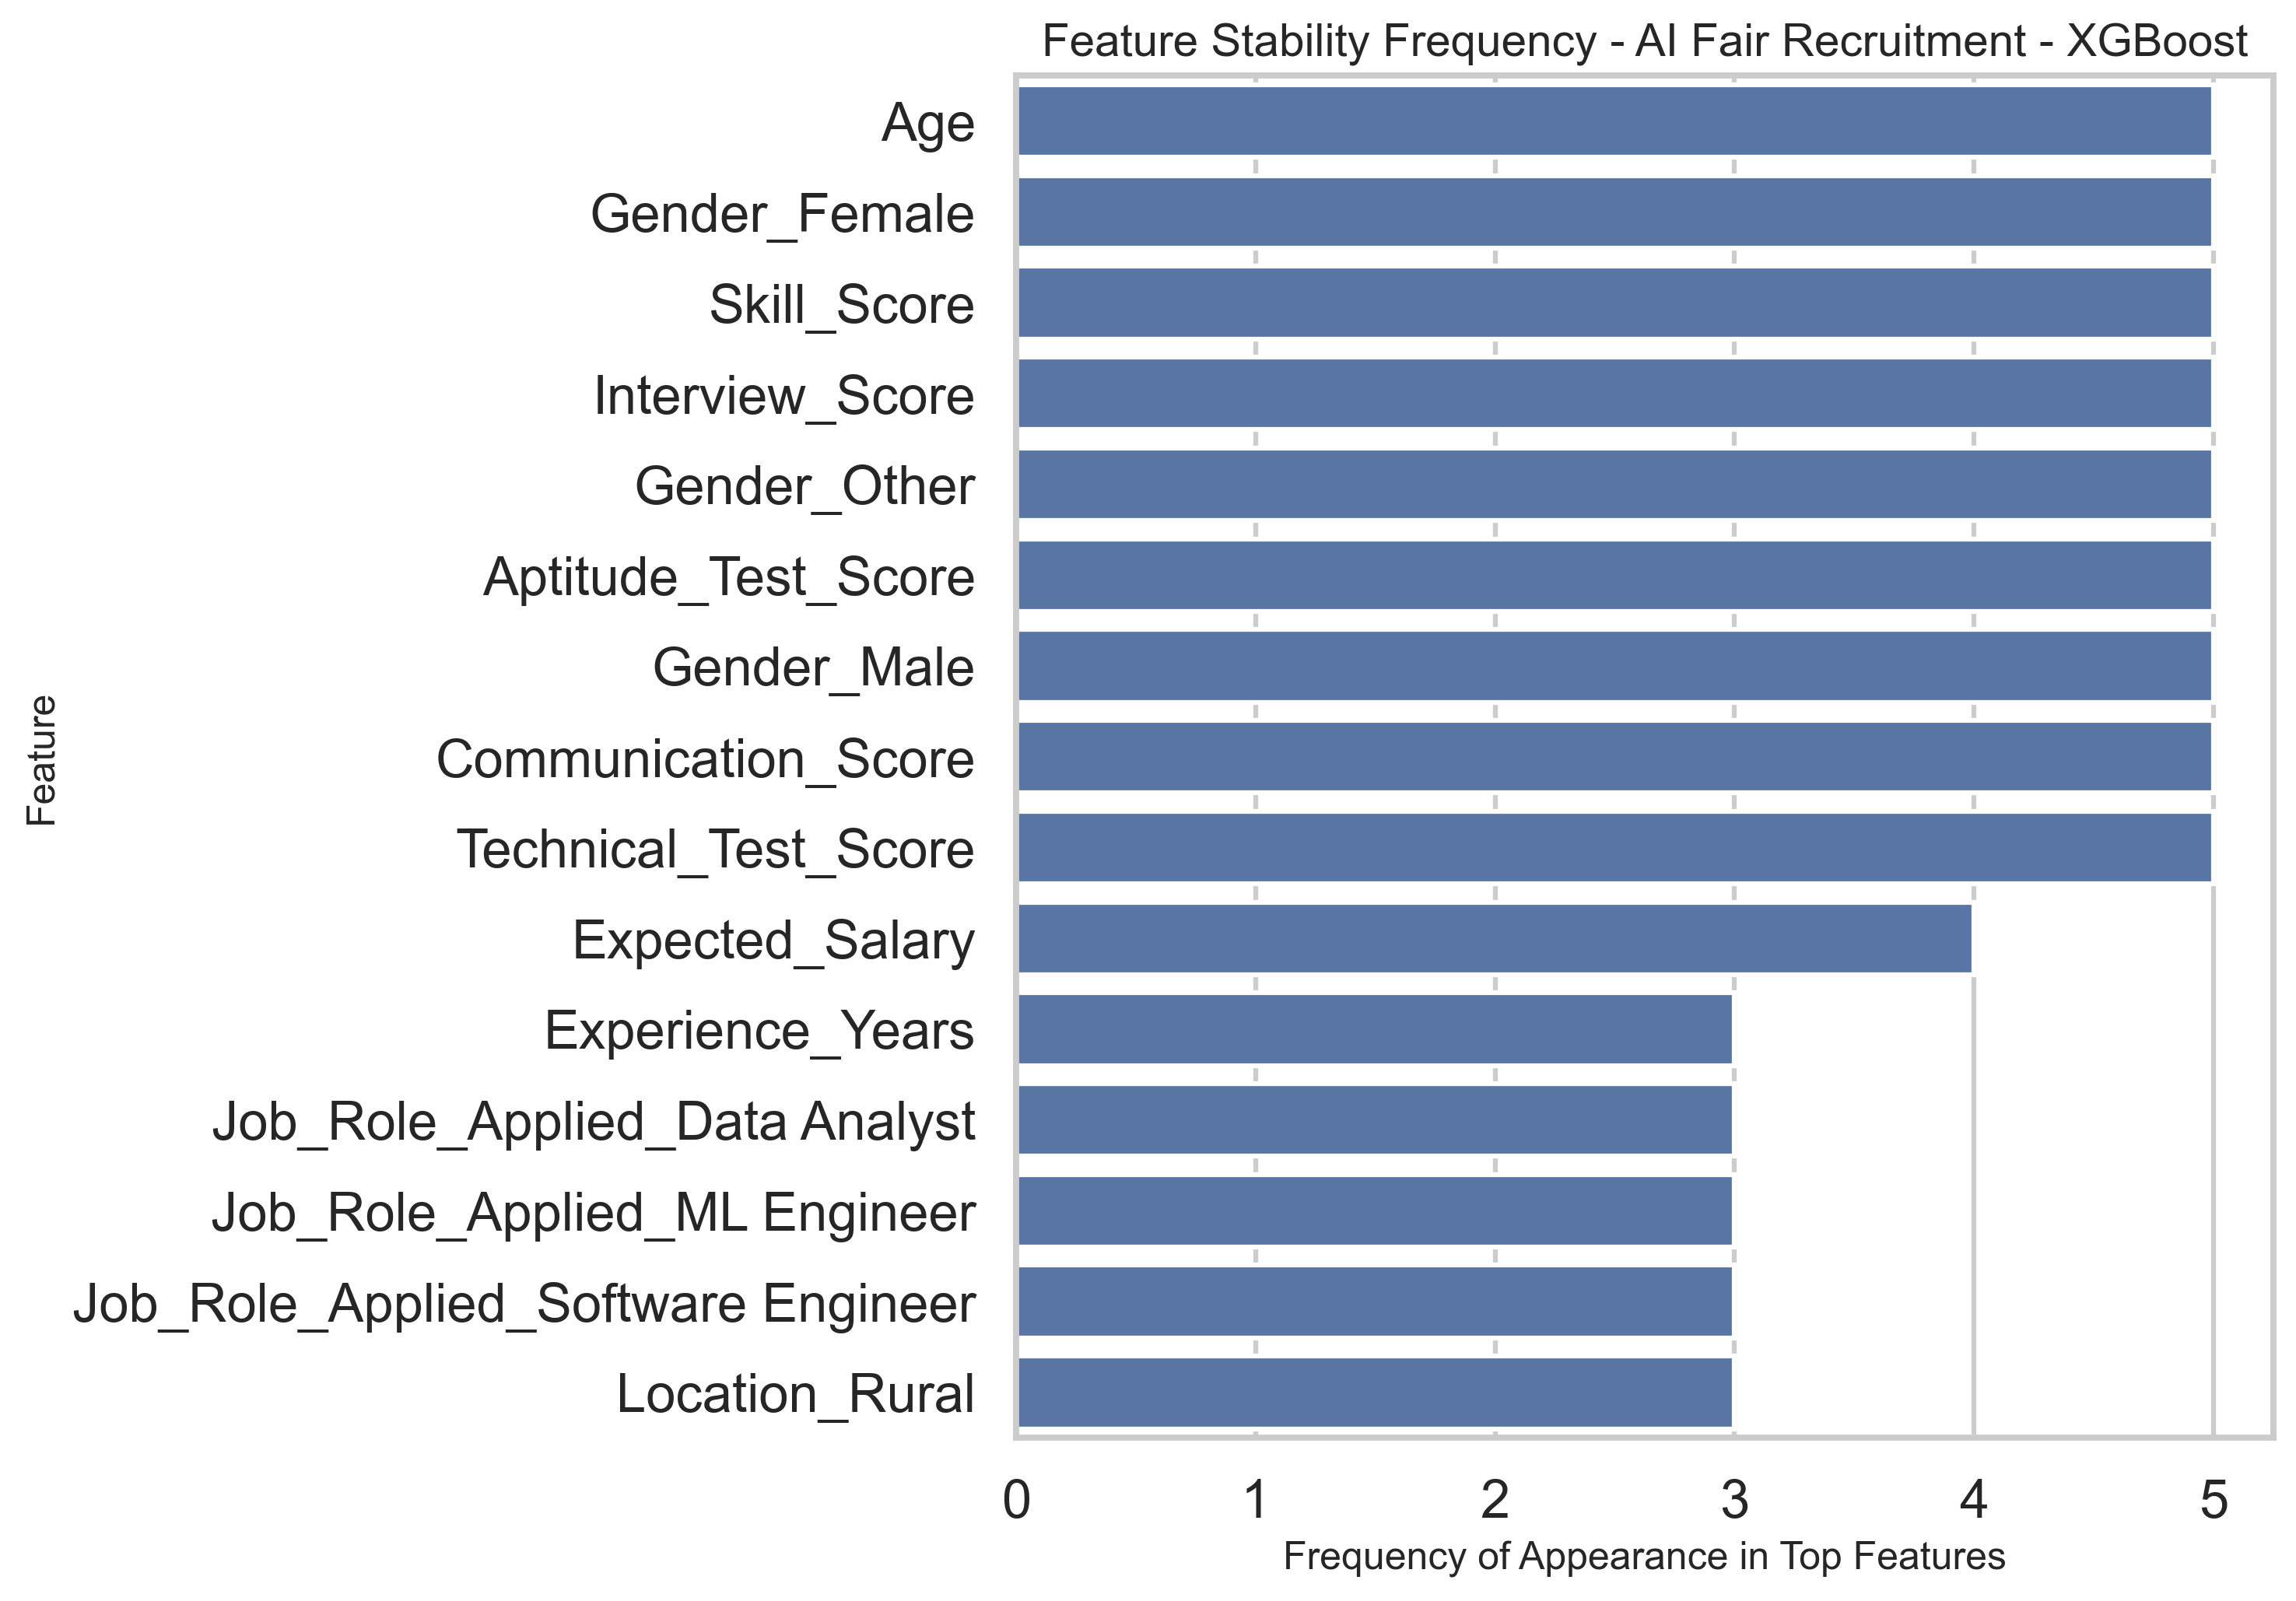 Feature Stability Frequency - AI Fair Recruitment - XGBoost
Feature
Age
Gender_Female
Skill_Score
Interview_Score
Gender_Other
Aptitude_Test_Score
Gender_Male
Communication_Score
Technical_Test_Score
Expected_Salary
Experience_Years
Job_Role_Applied_Data Analyst
Job_Role_Applied_ML Engineer
Job_Role_Applied_Software Engineer
Location_Rural
0 1 2 3 4 5
Frequency of Appearance in Top Features